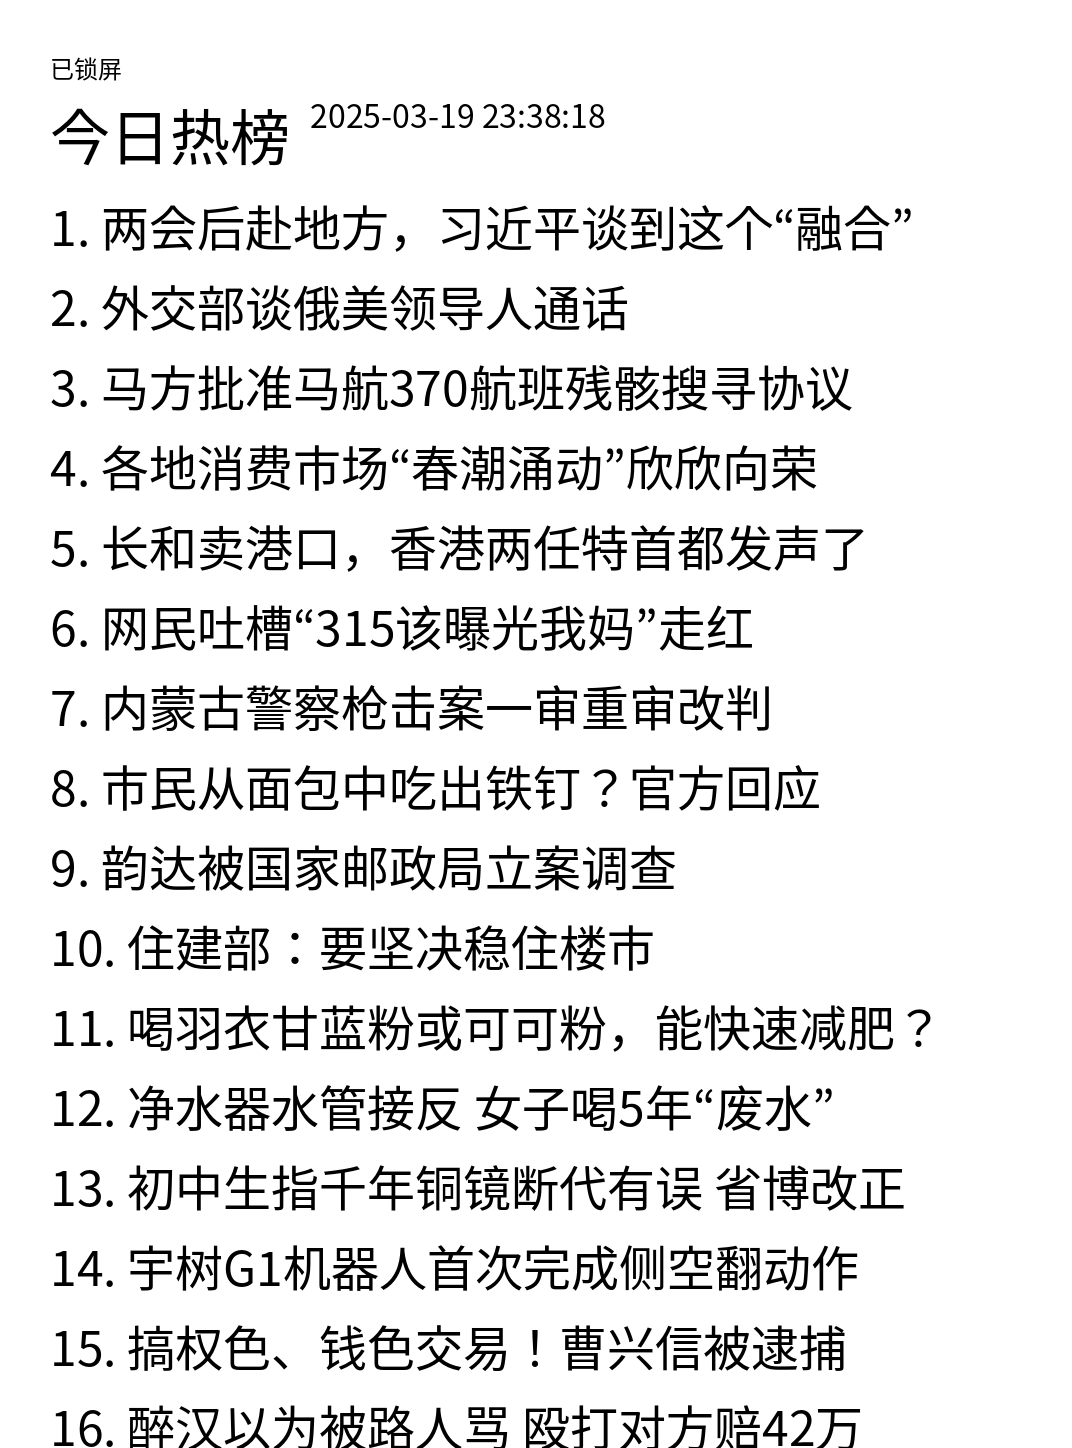 已锁屏
今日热榜 2025-03-19 23:38:18
1. 两会后赴地方，习近平谈到这个“融合”
2. 外交部谈俄美领导人通话
3. 马方批准马航370航班残骸搜寻协议
4. 各地消费市场“春潮涌动”欣欣向荣
5. 长和卖港口，香港两任特首都发声了
6. 网民吐槽“315该曝光我妈”走红
7. 内蒙古警察枪击案一审重审改判
8. 市民从面包中吃出铁钉？官方回应
9. 韵达被国家邮政局立案调查
10. 住建部：要坚决稳住楼市
11. 喝羽衣甘蓝粉或可可粉，能快速减肥？
12. 净水器水管接反 女子喝5年“废水”
13. 初中生指千年铜镜断代有误 省博改正
14. 宇树G1机器人首次完成侧空翻动作
15. 搞权色、钱色交易！曹兴信被逮捕
16. 醉汉以为被路人骂 殴打对方赔42万